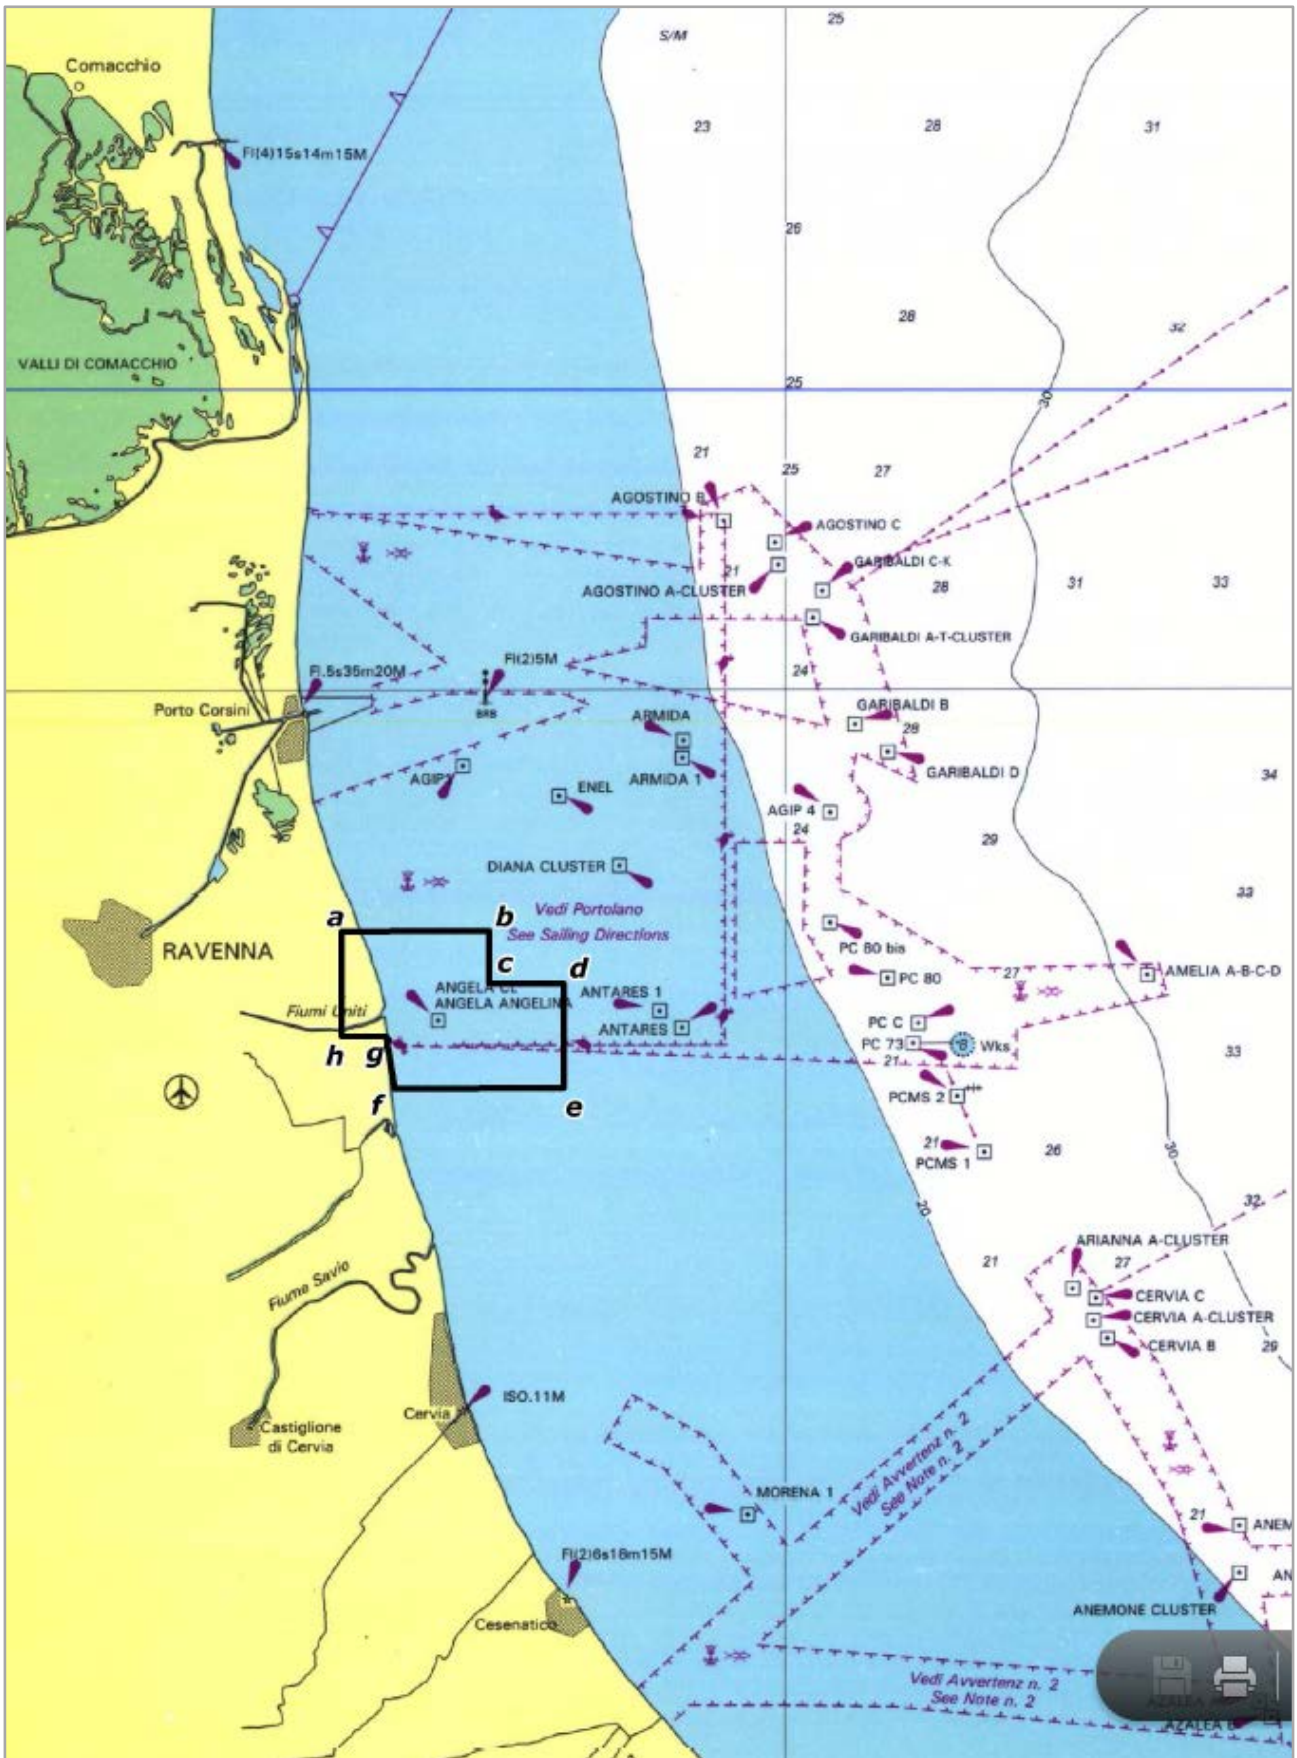 25
S/M
Comacchio
23
28
31
Fl(4)15s14m15M
26
28
32
VALLI DI COMACCHIO
25
30
21
25
27
AGOSTINO B
AGOSTINO C
21
GARIBALDI C-K
28
31
33
AGOSTINO A-CLUSTER
GARIBALDI A-T-CLUSTER
Fl(2)5M
24
Fl.5s35m20M
Porto Corsini
BRB
GARIBALDI B
ARMIDA
28
AGIP1
ARMIDA 1
GARIBALDI D
34
ENEL
AGIP 4
24
29
DIANA CLUSTER
33
Vedi Portolano
See Sailing Directions
a
b
RAVENNA
PC 80 bis
c
d
27
AMELIA A-B-C-D
PC 80
ANGELA CL
ANGELA ANGELINA
ANTARES 1
Fiumi Uniti
ANTARES
PC C
PC 73
B
Wks
h
g
21
33
PCMS 2
f
e
21
PCMS 1
26
30
20
32
ARIANNA A-CLUSTER
21
27
Fiume Savio
CERVIA C
CERVIA A-CLUSTER
CERVIA B
29
ISO.11M
Cervia
Castiglione
di Cervia
Vedi Avvertenz n. 2
See Note n. 2
MORENA 1
21
ANEM
Fl(2)6s18m15M
AN
ANEMONE CLUSTER
Cesenatico
Vedi Avvertenz n. 2
See Note n. 2
AZALEA B